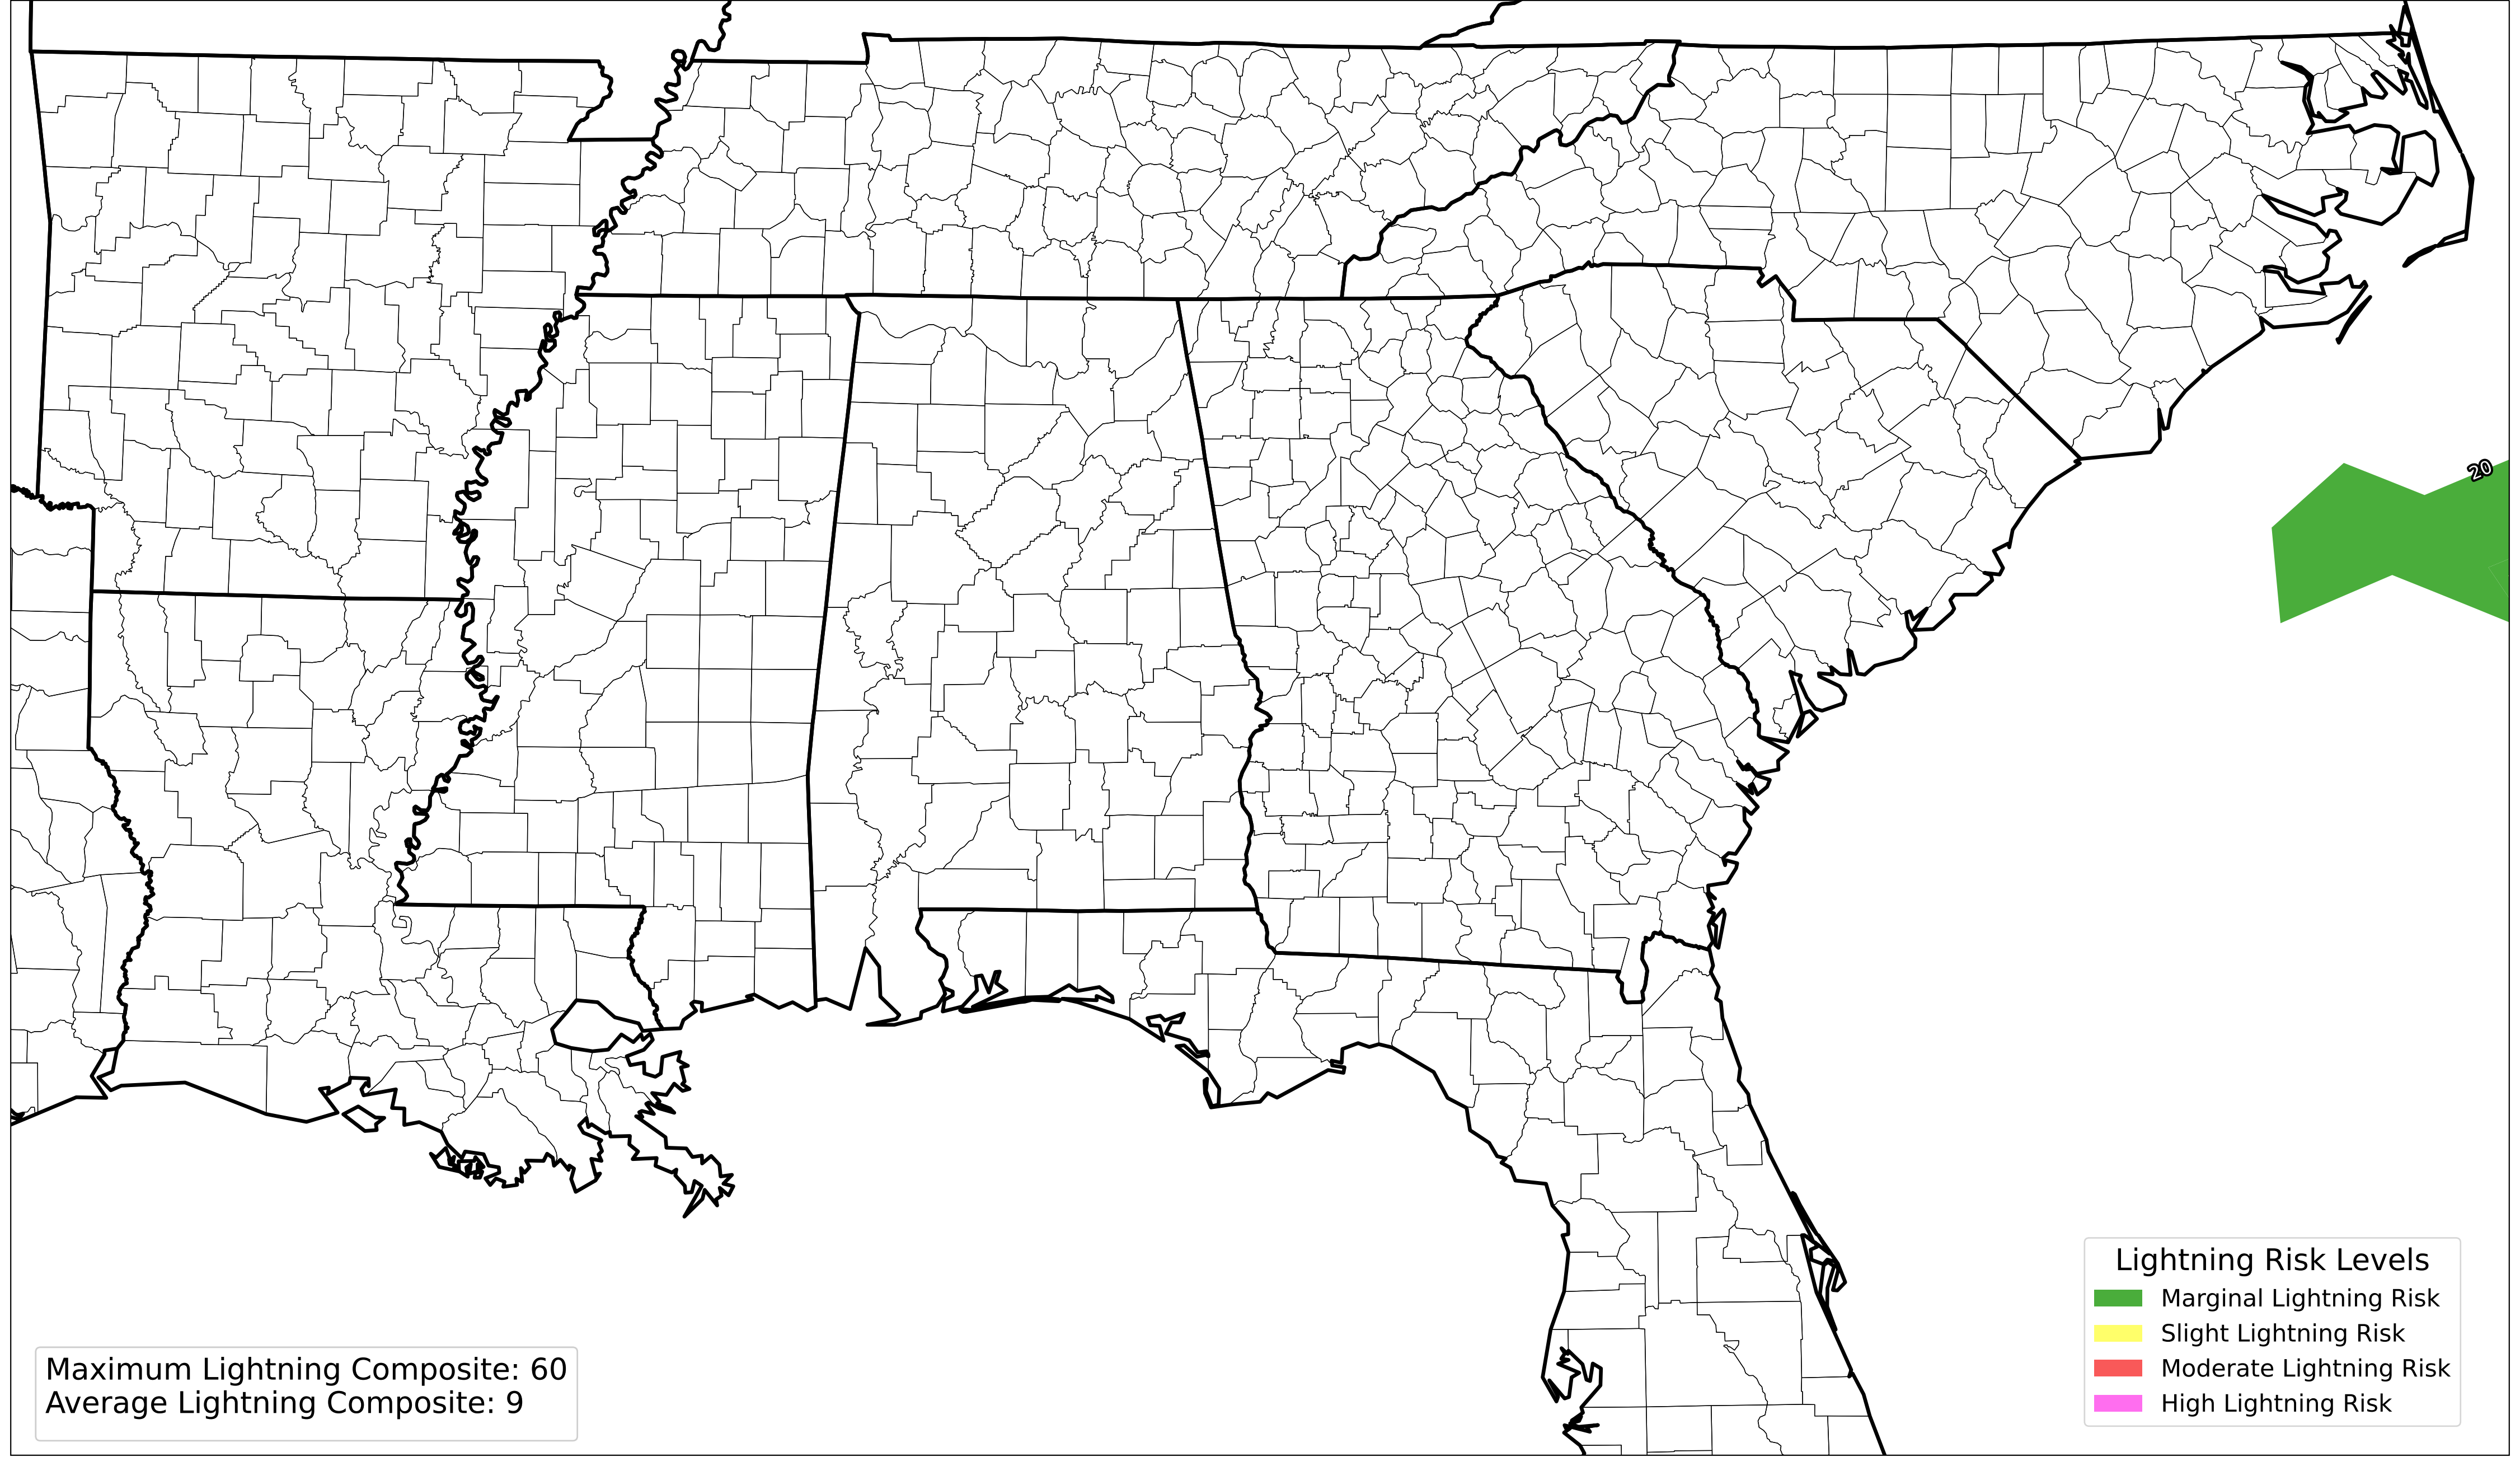 20
Lightning Risk Levels
Marginal Lightning Risk
Slight Lightning Risk
Moderate Lightning Risk
High Lightning Risk
Maximum Lightning Composite: 60
Average Lightning Composite: 9